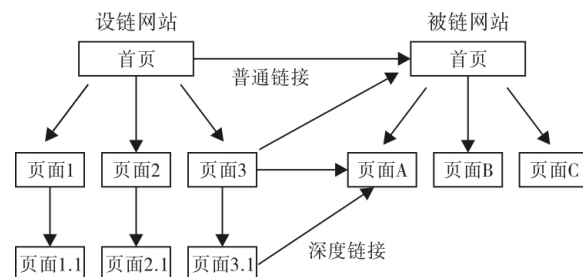 设链网站 被链网站
首页 首页
普通链接
页面1 页面2 页面3 页面A 页面B 页面C
页面1.1 页面2.1 页面3.1 深度链接